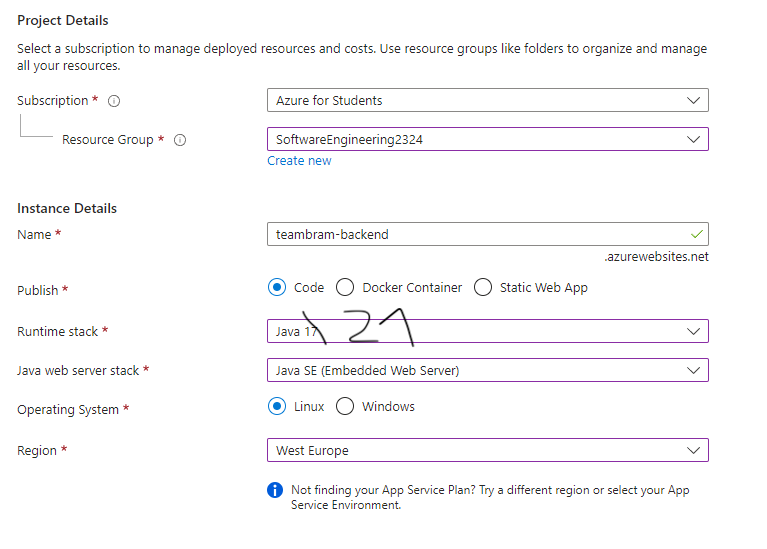 Project Details
Select a subscription to manage deployed resources and costs. Use resource groups like folders to organize and manage
all your resources.
Subscription *
Azure for Students
Resource Group *
SoftwareEngineering2324
Create new
Instance Details
Name *
teambram-backend
.azurewebsites.net
Publish *
Code
Docker Container
Static Web App
Runtime stack *
Java 17
21
Java web server stack *
Java SE (Embedded Web Server)
Operating System *
Linux
Windows
Region *
West Europe
Not finding your App Service Plan? Try a different region or select your App
Service Environment.